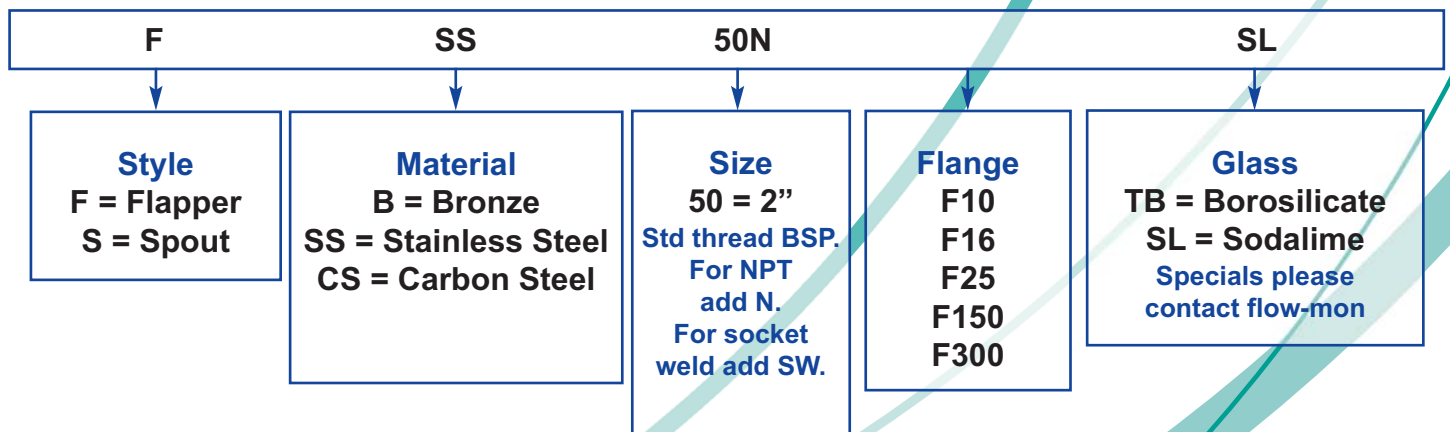 F SS 50N SL
Style
F = Flapper
S = Spout
Material
B = Bronze
SS = Stainless Steel
CS = Carbon Steel
Size
50 = 2”
Std thread BSP.
For NPT
add N.
For socket
weld add SW.
Flange
F10
F16
F25
F150
F300
Glass
TB = Borosilicate
SL = Sodalime
Specials please
contact flow-mon